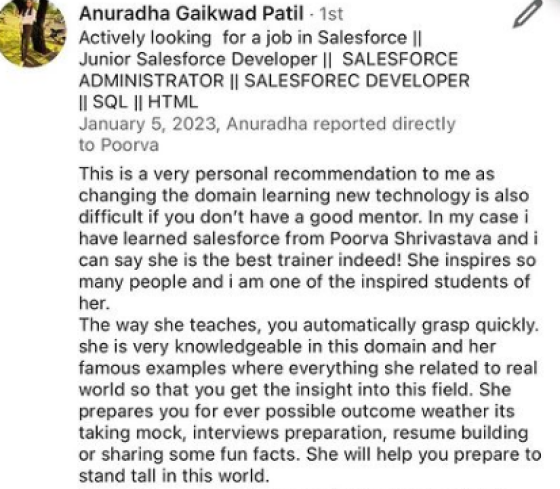 Anuradha Gaikwad Patil · 1st
Actively looking for a job in Salesforce ||
Junior Salesforce Developer || SALESFORCE
ADMINISTRATOR || SALESFOREC DEVELOPER
|| SQL || HTML
January 5, 2023, Anuradha reported directly
to Poorva
This is a very personal recommendation to me as
changing the domain learning new technology is also
difficult if you don't have a good mentor. In my case i
have learned salesforce from Poorva Shrivastava and i
can say she is the best trainer indeed! She inspires so
many people and i am one of the inspired students of
her.
The way she teaches, you automatically grasp quickly.
she is very knowledgeable in this domain and her
famous examples where everything she related to real
world so that you get the insight into this field. She
prepares you for ever possible outcome weather its
taking mock, interviews preparation, resume building
or sharing some fun facts. She will help you prepare to
stand tall in this world.